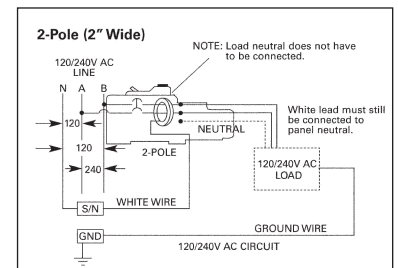 2-Pole (2" Wide)
NOTE: Load neutral does not have
to be connected.
120/240V AC
LINE
N A B
White lead must still
be connected to
panel neutral.
120
NEUTRAL
120
2-POLE
120/240V AC
LOAD
240
WHITE WIRE
S/N
GROUND WIRE
GND
120/240V AC CIRCUIT